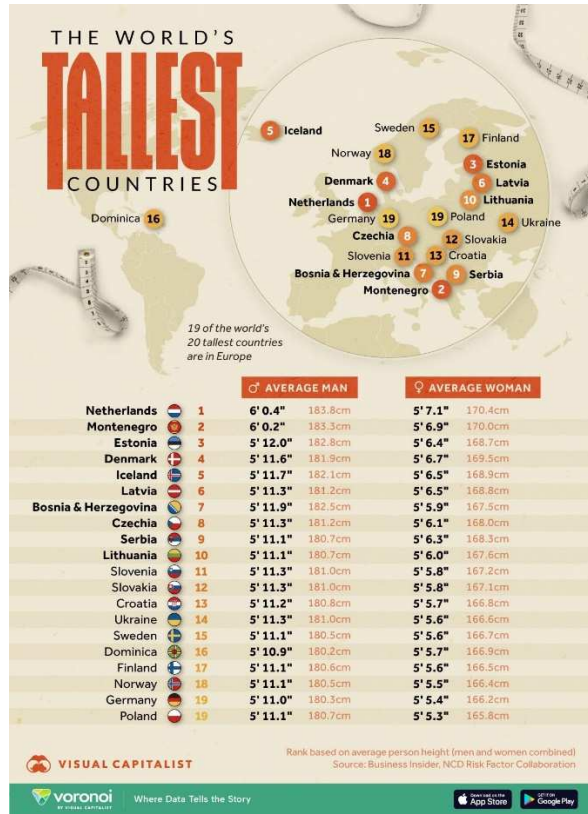 THE WORLD'S
TALLEST
COUNTRIES
5 Iceland
Sweden 15
17 Finland
Norway 18
3 Estonia
Denmark 4
6 Latvia
Netherlands 1
10 Lithuania
Dominica 16
Germany 19
19 Poland
14 Ukraine
Czechia 8
12 Slovakia
Slovenia 11
13 Croatia
Bosnia & Herzegovina 7
9 Serbia
Montenegro 2
19 of the world's
20 tallest countries
are in Europe
♂ AVERAGE MAN ♀ AVERAGE WOMAN
Netherlands 1 6' 0.4" 183.8cm 5' 7.1" 170.4cm
Montenegro 2 6' 0.2" 183.3cm 5' 6.9" 170.0cm
Estonia 3 5' 12.0" 182.8cm 5' 6.4" 168.7cm
Denmark 4 5' 11.6" 181.9cm 5' 6.7" 169.5cm
Iceland 5 5' 11.7" 182.1cm 5' 6.5" 168.9cm
Latvia 6 5' 11.3" 181.2cm 5' 6.5" 168.8cm
Bosnia & Herzegovina 7 5' 11.9" 182.5cm 5' 5.9" 167.5cm
Czechia 8 5' 11.3" 181.2cm 5' 6.1" 168.0cm
Serbia 9 5' 11.1" 180.7cm 5' 6.3" 168.3cm
Lithuania 10 5' 11.1" 180.7cm 5' 6.0" 167.6cm
Slovenia 11 5' 11.3" 181.0cm 5' 5.8" 167.2cm
Slovakia 12 5' 11.3" 181.0cm 5' 5.8" 167.1cm
Croatia 13 5' 11.2" 180.8cm 5' 5.7" 166.8cm
Ukraine 14 5' 11.3" 181.0cm 5' 5.6" 166.6cm
Sweden 15 5' 11.1" 180.5cm 5' 5.6" 166.7cm
Dominica 16 5' 10.9" 180.2cm 5' 5.7" 166.9cm
Finland 17 5' 11.1" 180.6cm 5' 5.6" 166.5cm
Norway 18 5' 11.1" 180.5cm 5' 5.5" 166.4cm
Germany 19 5' 11.0" 180.3cm 5' 5.4" 166.2cm
Poland 19 5' 11.1" 180.7cm 5' 5.3" 165.8cm
VISUAL CAPITALIST
Rank based on average person height (men and women combined)
Source: Business Insider, NCD Risk Factor Collaboration
voronoi
BY VISUAL CAPITALIST
Where Data Tells the Story
Download on the
App Store
GET IT ON
Google Play